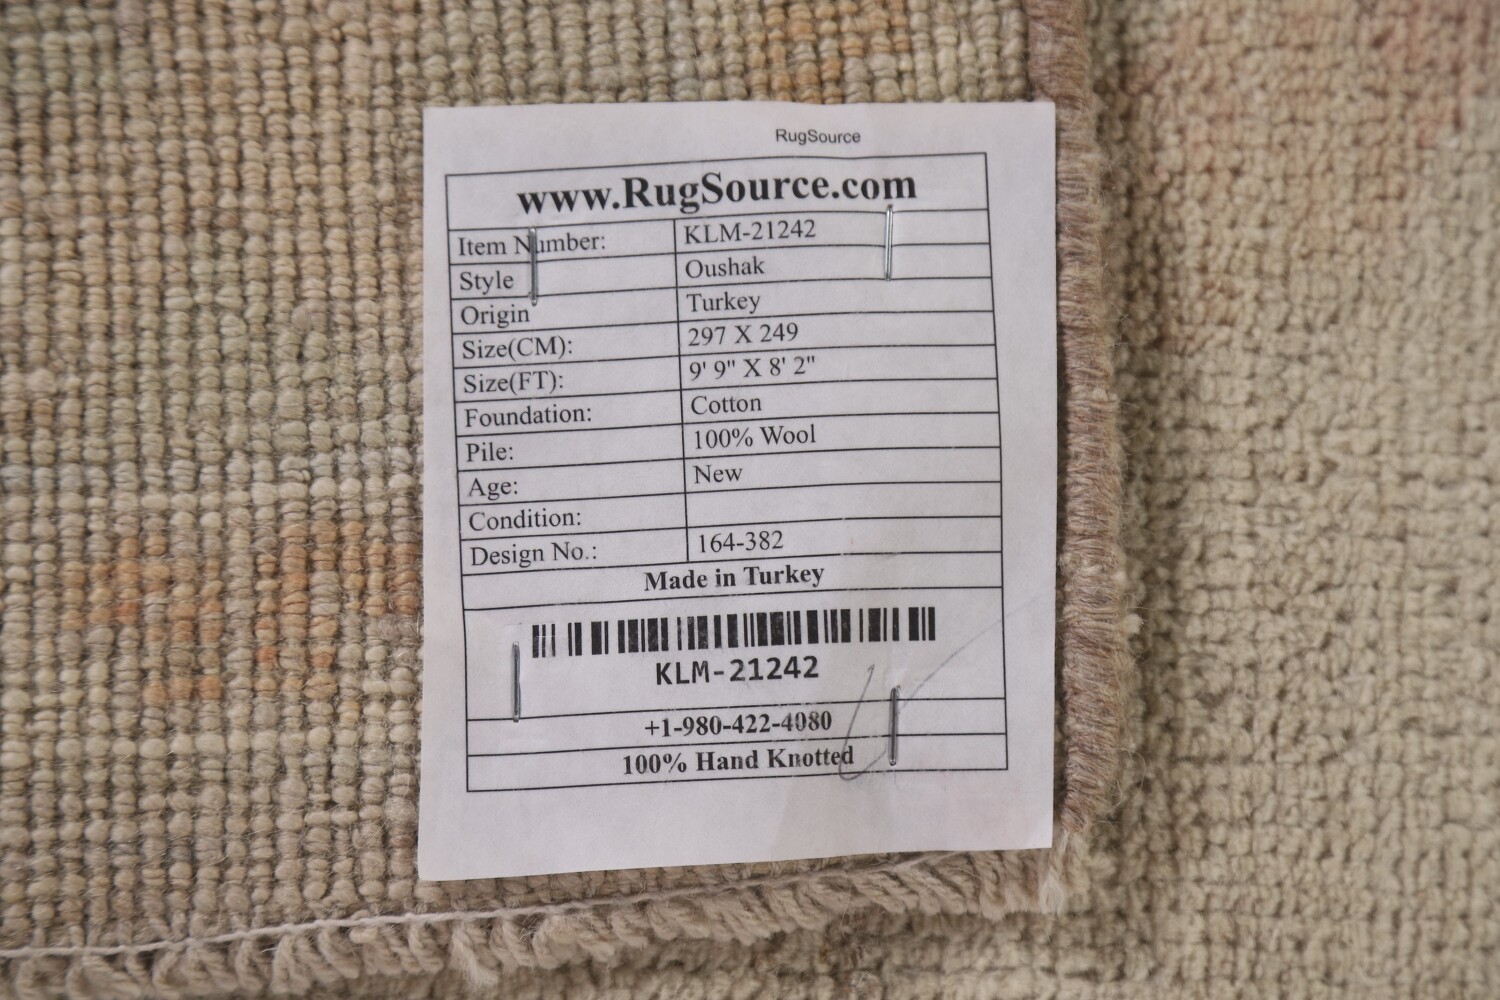 RugSource
www.RugSource.com
Item Number: KLM-21242
Style Oushak
Origin Turkey
Size(CM): 297 X 249
Size(FT): 9' 9" X 8' 2"
Foundation: Cotton
Pile: 100% Wool
Age: New
Condition:
Design No.: 164-382
Made in Turkey
KLM-21242
+1-980-422-4080
100% Hand Knotted